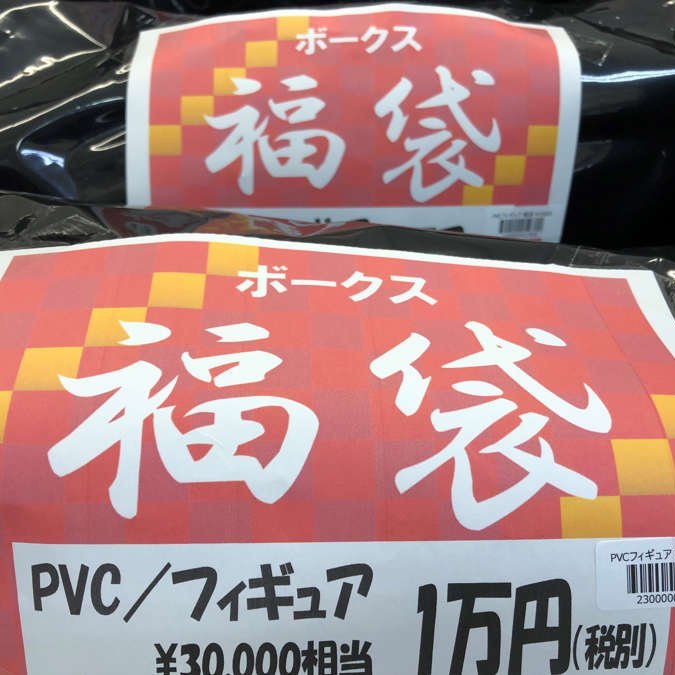 ボークス
福袋
ボークス
福袋
PVC/フィギュア
¥30,000相当
1万円(税別)
PVCフィギュア
2300000